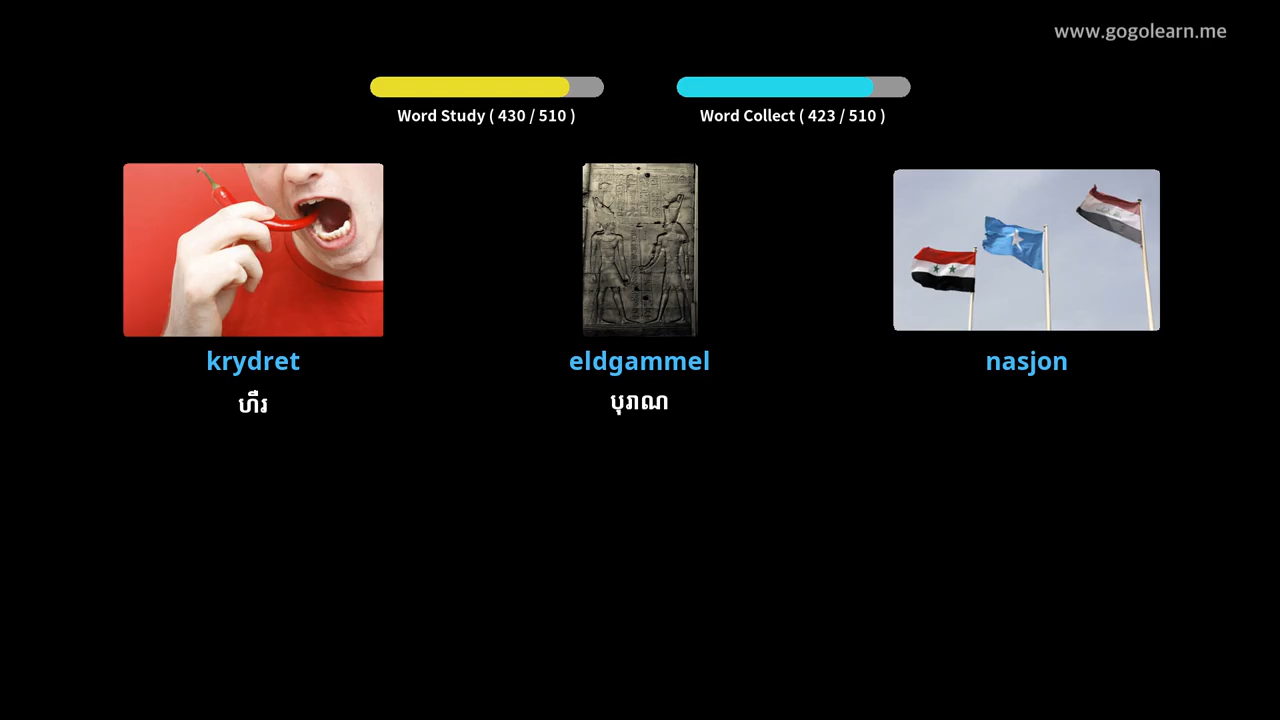 www.gogolearn.me
Word Study ( 430 / 510 )
Word Collect ( 423 / 510 )
krydret
eldgammel
nasjon
ហឹរ
បុរាណ